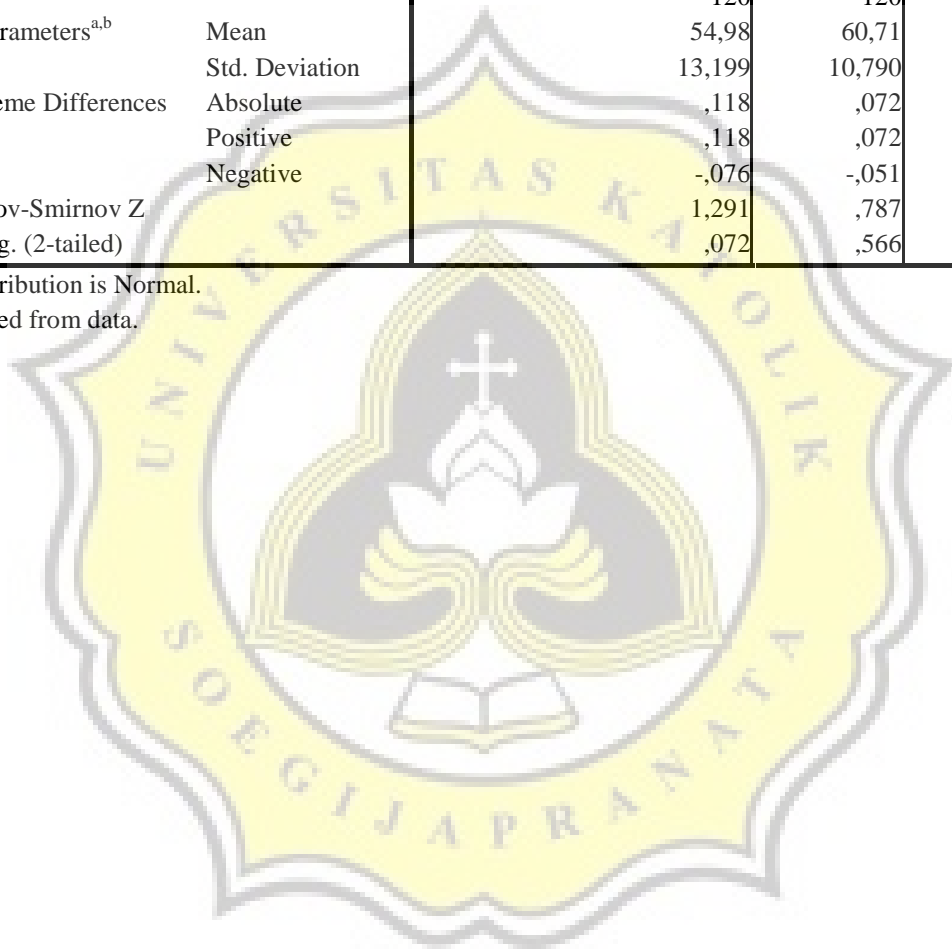 120 120
rameters^a,b Mean 54,98 60,71
Std. Deviation 13,199 10,790
eme Differences Absolute ,118 ,072
Positive ,118 ,072
Negative -,076 -,051
ov-Smirnov Z 1,291 ,787
g. (2-tailed) ,072 ,566
ribution is Normal.
ed from data.
UNIVERSITAS KATOLIK
SOEGIJAPRANATA